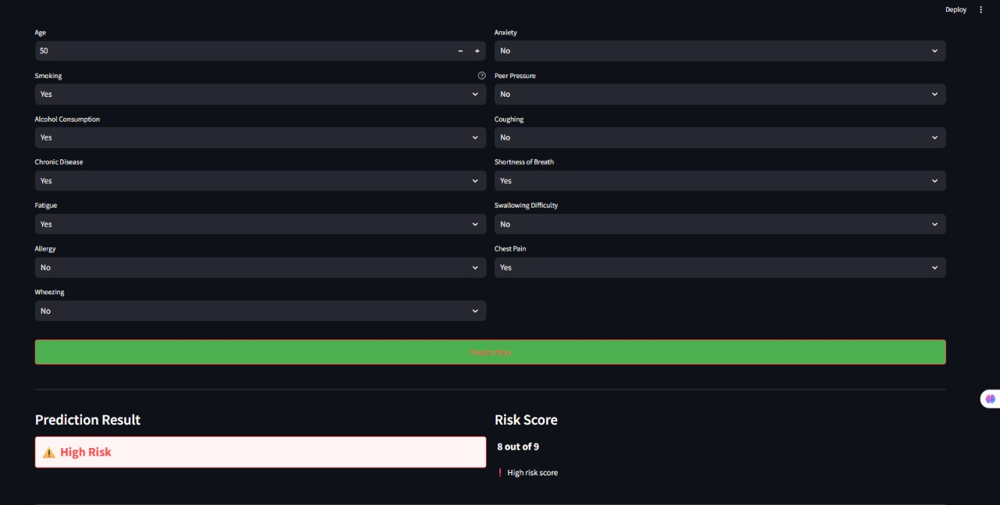 Deploy
Age
50
Smoking
Yes
Alcohol Consumption
Yes
Chronic Disease
Yes
Fatigue
Yes
Allergy
No
Wheezing
No
Anxiety
No
Peer Pressure
No
Coughing
No
Shortness of Breath
Yes
Swallowing Difficulty
No
Chest Pain
Yes
Predict Risk
Prediction Result
High Risk
Risk Score
8 out of 9
❗ High risk score